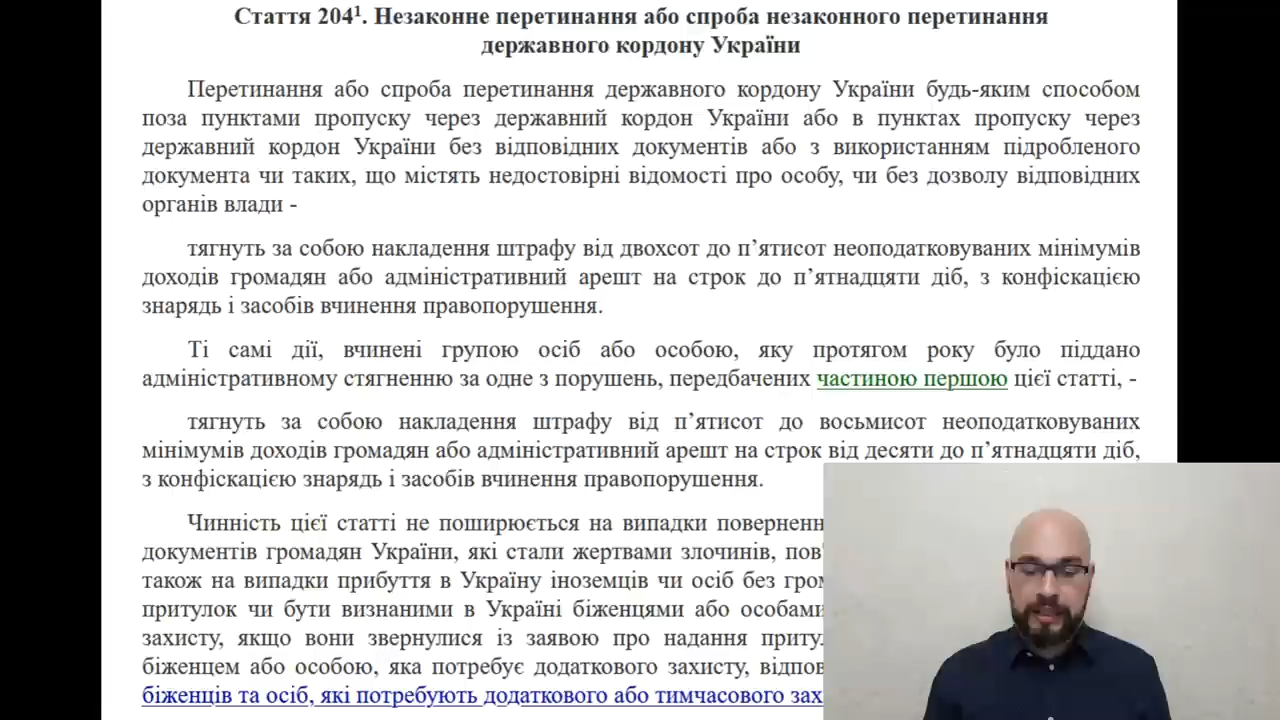 Стаття 204¹. Незаконне перетинання або спроба незаконного перетинання
державного кордону України
Перетинання або спроба перетинання державного кордону України будь-яким способом
поза пунктами пропуску через державний кордон України або в пунктах пропуску через
державний кордон України без відповідних документів або з використанням підробленого
документа чи таких, що містять недостовірні відомості про особу, чи без дозволу відповідних
органів влади -
тягнуть за собою накладення штрафу від двохсот до п’ятисот неоподатковуваних мінімумів
доходів громадян або адміністративний арешт на строк до п’ятнадцяти діб, з конфіскацією
знарядь і засобів вчинення правопорушення.
Ті самі дії, вчинені групою осіб або особою, яку протягом року було піддано
адміністративному стягненню за одне з порушень, передбачених частиною першою цієї статті, -
тягнуть за собою накладення штрафу від п’ятисот до восьмисот неоподатковуваних
мінімумів доходів громадян або адміністративний арешт на строк від десяти до п’ятнадцяти діб,
з конфіскацією знарядь і засобів вчинення правопорушення.
Чинність цієї статті не поширюється на випадки
документів громадян України, які стали жертвами злочинів,
також на випадки прибуття в Україну іноземців чи осіб без
притулок чи бути визнаними в Україні біженцями або особами
захисту, якщо вони звернулися із заявою про надання
біженцем або особою, яка потребує додаткового захисту,
біженців та осіб, які потребують додаткового або тимчасового